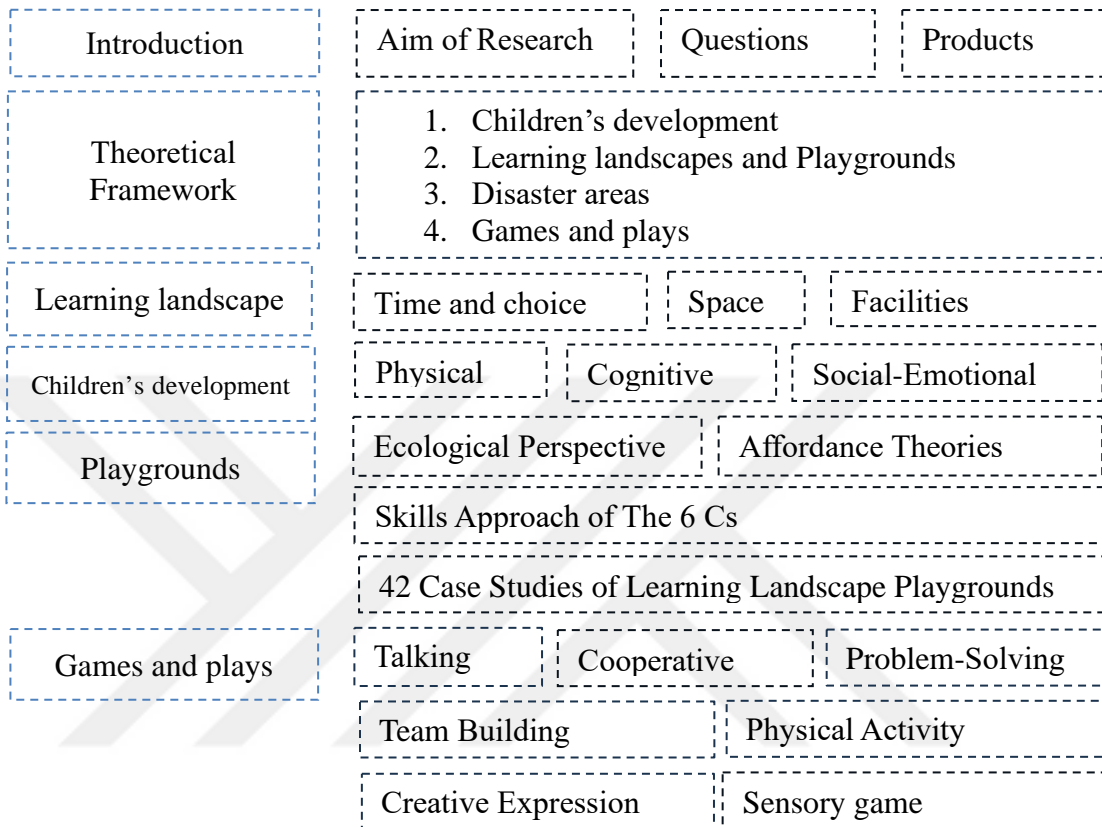 Introduction
Aim of Research
Questions
Products
Theoretical
Framework
1. Children’s development
2. Learning landscapes and Playgrounds
3. Disaster areas
4. Games and plays
Learning landscape
Time and choice
Space
Facilities
Children’s development
Physical
Cognitive
Social-Emotional
Playgrounds
Ecological Perspective
Affordance Theories
Skills Approach of The 6 Cs
42 Case Studies of Learning Landscape Playgrounds
Games and plays
Talking
Cooperative
Problem-Solving
Team Building
Physical Activity
Creative Expression
Sensory game